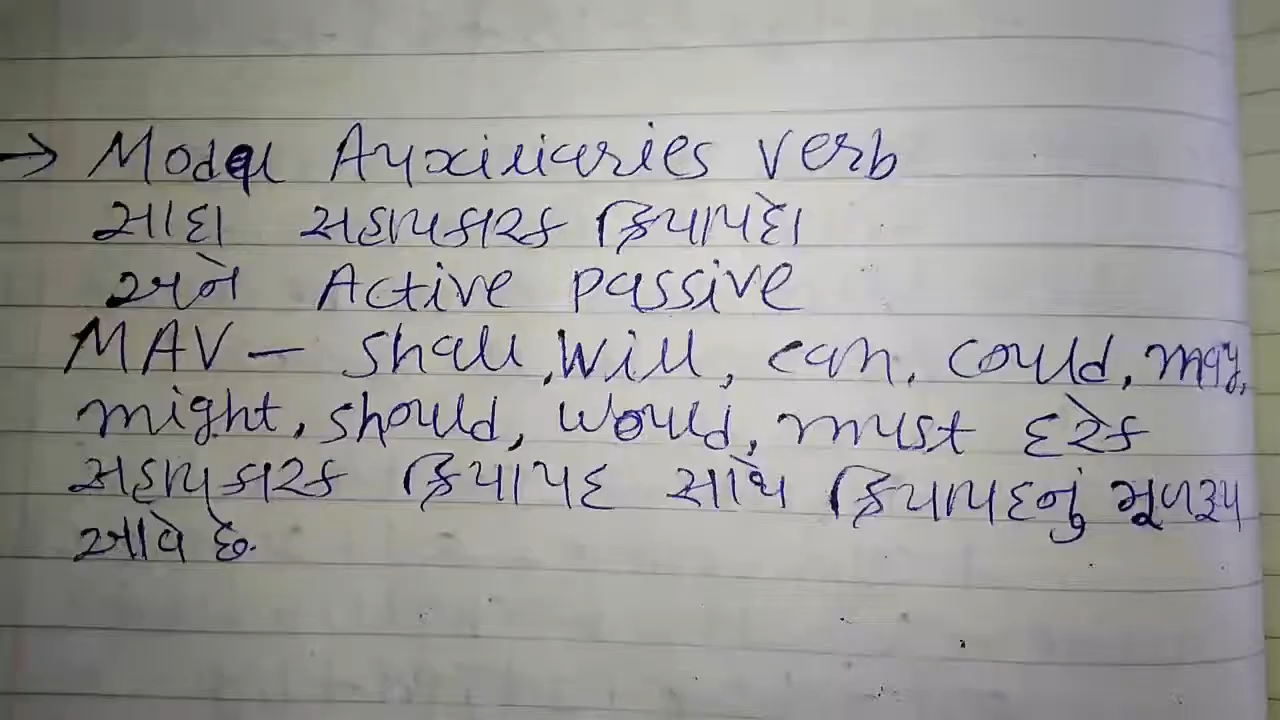 → Modal Auxiliaries verb
સાદા સહાયકારક ક્રિયાપદો
અને Active passive
MAV - shall, will, can, could, may,
might, should, would, must દરેક
સહાયકારક ક્રિયાપદ સાથે ક્રિયાપદનું મૂળરૂપ
આવે છે.